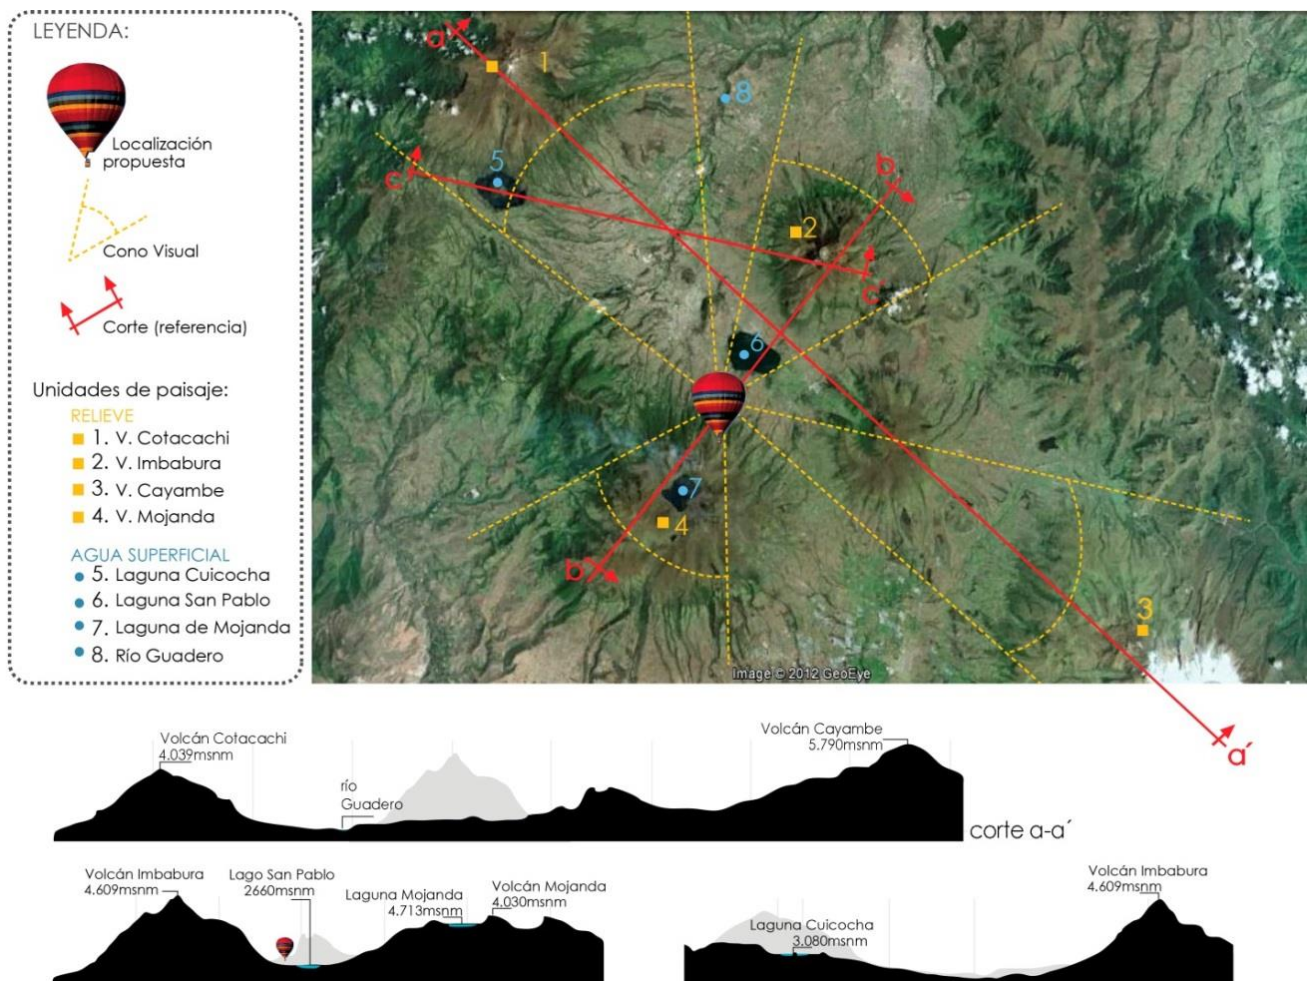 LEYENDA:
Localización
propuesta
Cono Visual
Corte (referencia)
Unidades de paisaje:
RELIEVE
1. V. Cotacachi
2. V. Imbabura
3. V. Cayambe
4. V. Mojanda
AGUA SUPERFICIAL
5. Laguna Cuicocha
6. Laguna San Pablo
7. Laguna de Mojanda
8. Río Guadero
a
1
8
5
c
b
2
c´
6
7
4
b´
3
Image © 2012 GeoEye
a´
Volcán Cotacachi
4.039msnm
río
Guadero
Volcán Cayambe
5.790msnm
corte a-a´
Volcán Imbabura
4.609msnm
Lago San Pablo
2660msnm
Laguna Mojanda
4.713msnm
Volcán Mojanda
4.030msnm
Laguna Cuicocha
3.080msnm
Volcán Imbabura
4.609msnm